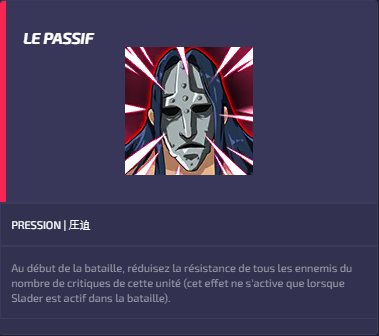 LE PASSIF
PRESSION | 圧迫
Au début de la bataille, réduisez la résistance de tous les ennemis du
nombre de critiques de cette unité (cet effet ne s'active que lorsque
Slader est actif dans la bataille).